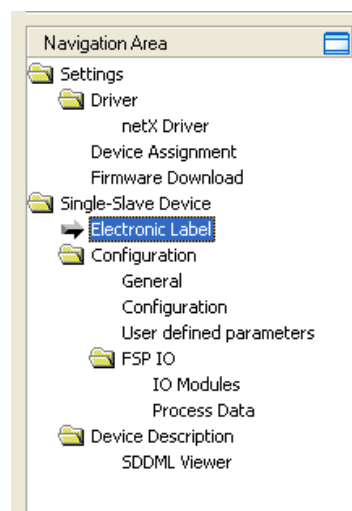 Navigation Area
Settings
Driver
netX Driver
Device Assignment
Firmware Download
Single-Slave Device
Electronic Label
Configuration
General
Configuration
User defined parameters
FSP IO
IO Modules
Process Data
Device Description
SDDML Viewer